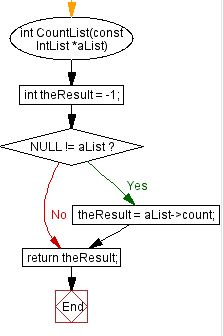 int CountList(const
IntList *aList)
int theResult = -1;
NULL != aList ?
Yes
No
theResult = aList->count;
return theResult;
End